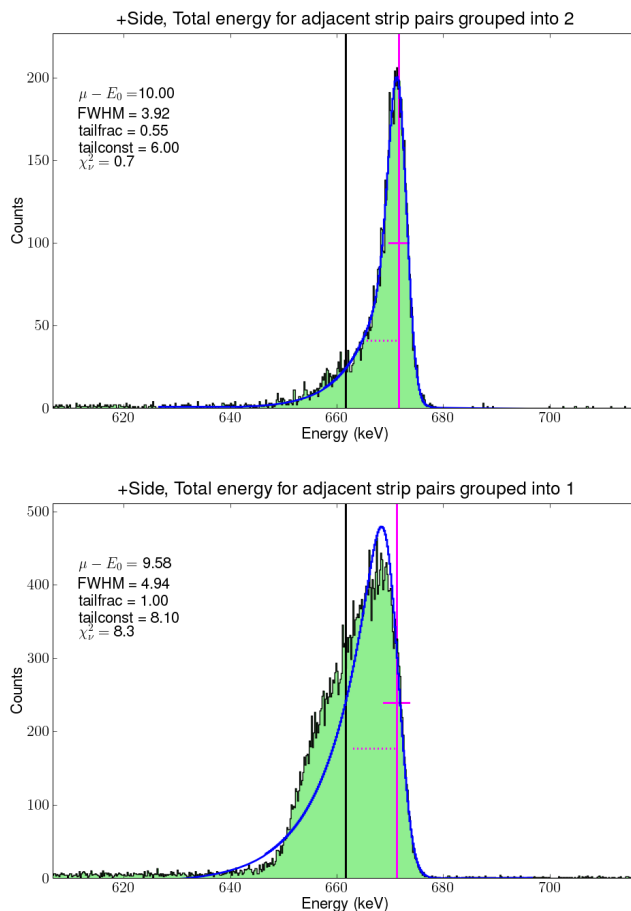 +Side, Total energy for adjacent strip pairs grouped into 2
200
μ − E₀ =10.00
FWHM = 3.92
tailfrac = 0.55
tailconst = 6.00
χ²ᵥ = 0.7
150
Counts
100
50
0
620 640 660 680 700
Energy (keV)
+Side, Total energy for adjacent strip pairs grouped into 1
500
μ − E₀ = 9.58
FWHM = 4.94
tailfrac = 1.00
tailconst = 8.10
χ²ᵥ = 8.3
400
300
Counts
200
100
0
620 640 660 680 700
Energy (keV)